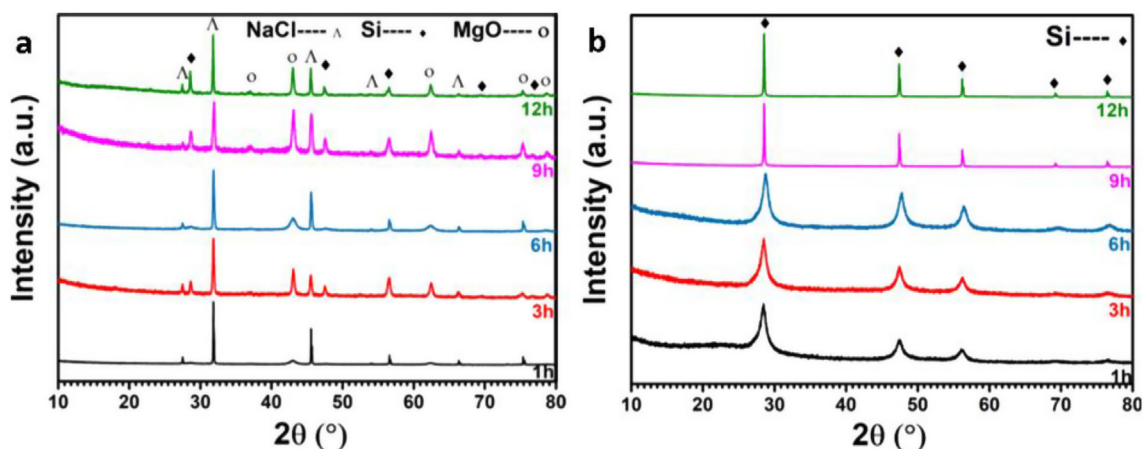 a
NaCl---- Λ Si---- ♦ MgO---- o
12h
9h
6h
3h
1h
Intensity (a.u.)
10 20 30 40 50 60 70 80
2θ (°)
b
Si---- ♦
12h
9h
6h
3h
1h
Intensity (a.u.)
10 20 30 40 50 60 70 80
2θ (°)